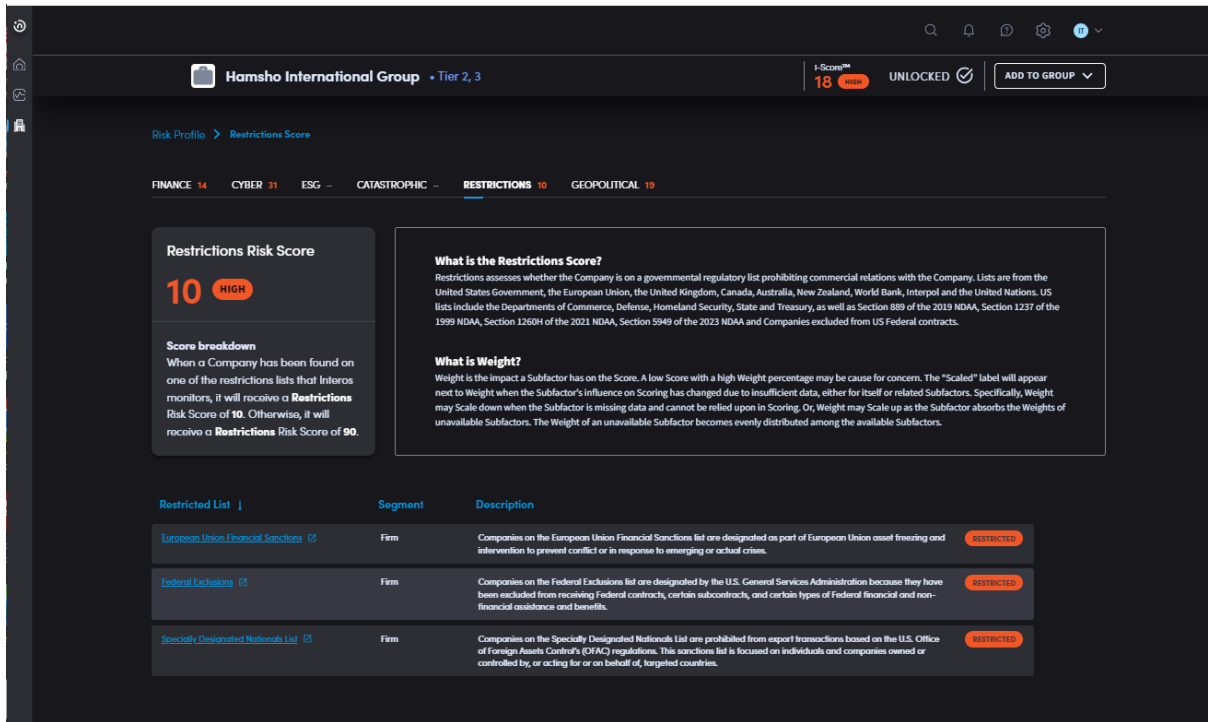 Hamsho International Group • Tier 2, 3
I-Score™
18 HIGH
UNLOCKED
ADD TO GROUP
IT
Risk Profile > Restrictions Score
FINANCE 14 CYBER 31 ESG – CATASTROPHIC – RESTRICTIONS 10 GEOPOLITICAL 19
Restrictions Risk Score
10 HIGH
Score breakdown
When a Company has been found on
one of the restrictions lists that Interos
monitors, it will receive a Restrictions
Risk Score of 10. Otherwise, it will
receive a Restrictions Risk Score of 90.
What is the Restrictions Score?
Restrictions assesses whether the Company is on a governmental regulatory list prohibiting commercial relations with the Company. Lists are from the
United States Government, the European Union, the United Kingdom, Canada, Australia, New Zealand, World Bank, Interpol and the United Nations. US
lists include the Departments of Commerce, Defense, Homeland Security, State and Treasury, as well as Section 889 of the 2019 NDAA, Section 1237 of the
1999 NDAA, Section 1260H of the 2021 NDAA, Section 5949 of the 2023 NDAA and Companies excluded from US Federal contracts.
What is Weight?
Weight is the impact a Subfactor has on the Score. A low Score with a high Weight percentage may be cause for concern. The “Scaled” label will appear
next to Weight when the Subfactor's influence on Scoring has changed due to insufficient data, either for itself or related Subfactors. Specifically, Weight
may Scale down when the Subfactor is missing data and cannot be relied upon in Scoring. Or, Weight may Scale up as the Subfactor absorbs the Weights of
unavailable Subfactors. The Weight of an unavailable Subfactor becomes evenly distributed among the available Subfactors.
Restricted List ↓ Segment Description
European Union Financial Sanctions Firm
Companies on the European Union Financial Sanctions list are designated as part of European Union asset freezing and
intervention to prevent conflict or in response to emerging or actual crises.
RESTRICTED
Federal Exclusions Firm
Companies on the Federal Exclusions list are designated by the U.S. General Services Administration because they have
been excluded from receiving Federal contracts, certain subcontracts, and certain types of Federal financial and non-
financial assistance and benefits.
RESTRICTED
Specially Designated Nationals List Firm
Companies on the Specially Designated Nationals List are prohibited from export transactions based on the U.S. Office
of Foreign Assets Control's (OFAC) regulations. This sanctions list is focused on individuals and companies owned or
controlled by, or acting for or on behalf of, targeted countries.
RESTRICTED